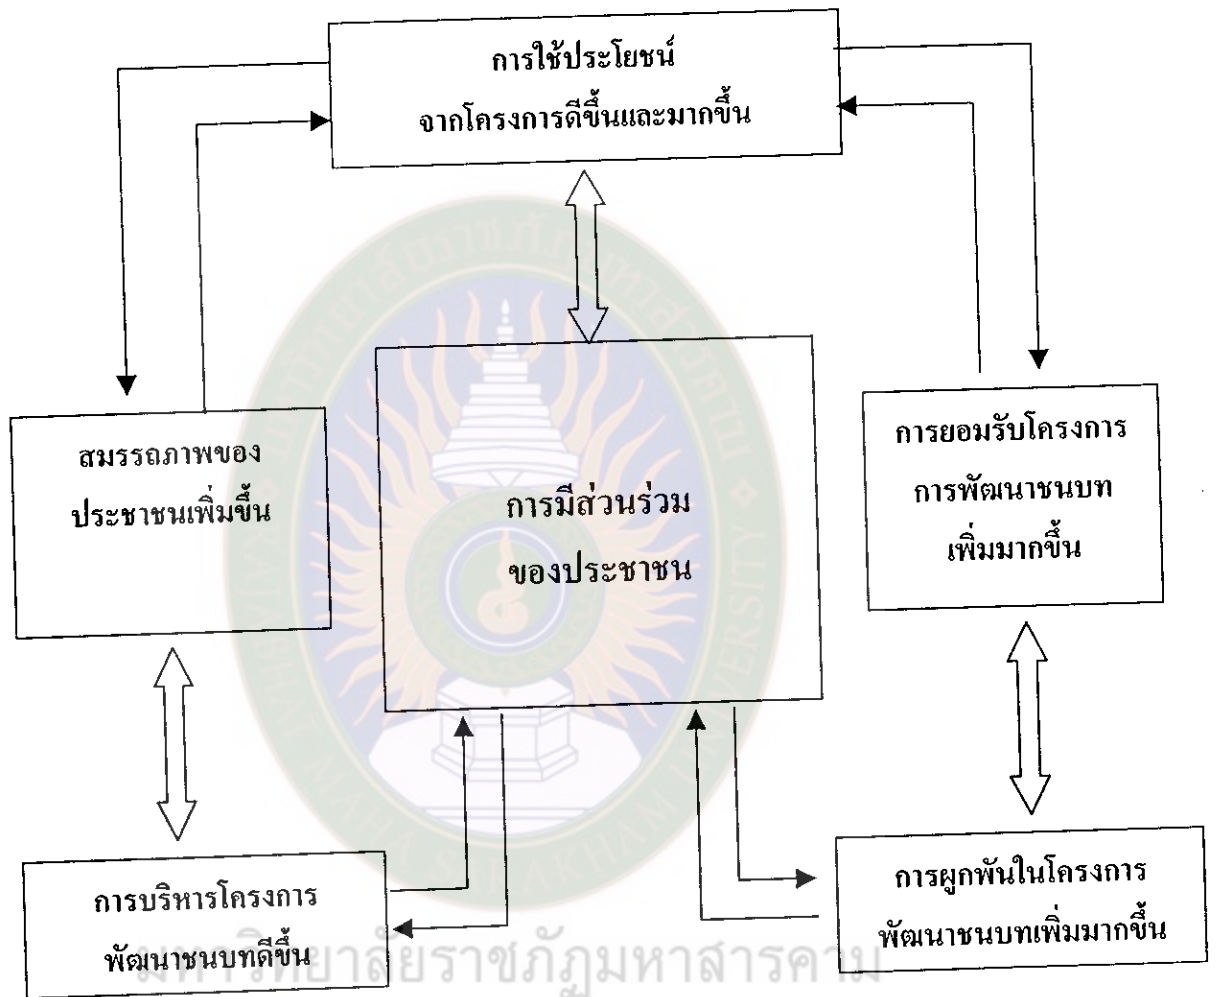 การใช้ประโยชน์
จากโครงการดีขึ้นและมากขึ้น
สมรรถภาพของ
ประชาชนเพิ่มขึ้น
การมีส่วนร่วม
ของประชาชน
การยอมรับโครงการ
การพัฒนาชนบท
เพิ่มมากขึ้น
การบริหารโครงการ
พัฒนาชนบทดีขึ้น
การผูกพันในโครงการ
พัฒนาชนบทเพิ่มมากขึ้น
มหาวิทยาลัยราชภัฏมหาสารคาม